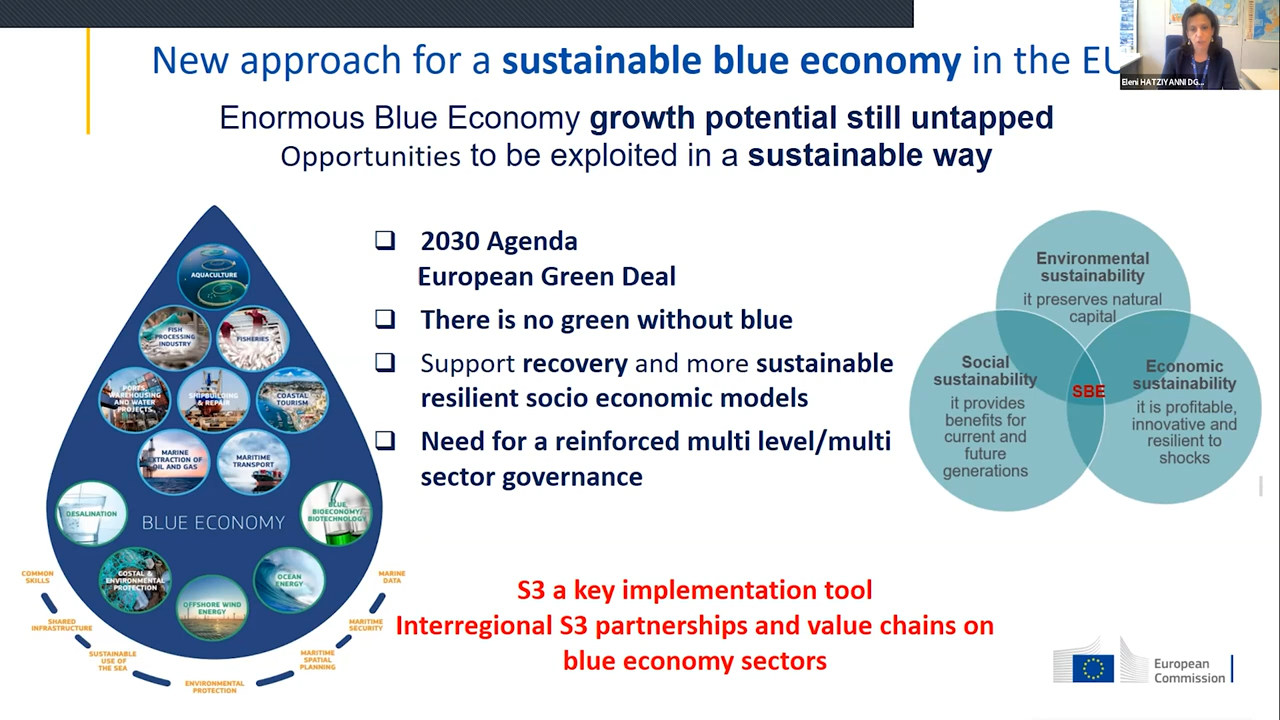 New approach for a sustainable blue economy in the EU
Eleni HATZIYANNI DG...
Enormous Blue Economy growth potential still untapped
Opportunities to be exploited in a sustainable way
AQUACULTURE
FISH
PROCESSING
INDUSTRY
FISHERIES
PORTS,
WAREHOUSING
AND WATER
PROJECTS
SHIPBUILDING
& REPAIR
COASTAL
TOURISM
MARINE
EXTRACTION OF
OIL AND GAS
MARITIME
TRANSPORT
DESALINATION
BLUE ECONOMY
BLUE
BIOECONOMY/
BIOTECHNOLOGY
COSTAL &
ENVIRONMENTAL
PROTECTION
OFFSHORE WIND
ENERGY
OCEAN
ENERGY
COMMON
SKILLS
SHARED
INFRASTRUCTURE
SUSTAINABLE
USE OF
THE SEA
ENVIRONMENTAL
PROTECTION
MARITIME
SPATIAL
PLANNING
MARITIME
SECURITY
MARINE
DATA
❑ 2030 Agenda
European Green Deal
❑ There is no green without blue
❑ Support recovery and more sustainable
resilient socio economic models
❑ Need for a reinforced multi level/multi
sector governance
Environmental
sustainability
it preserves natural
capital
Social
sustainability
it provides
benefits for
current and
future
generations
SBE
Economic
sustainability
it is profitable,
innovative and
resilient to
shocks
S3 a key implementation tool
Interregional S3 partnerships and value chains on
blue economy sectors
European
Commission